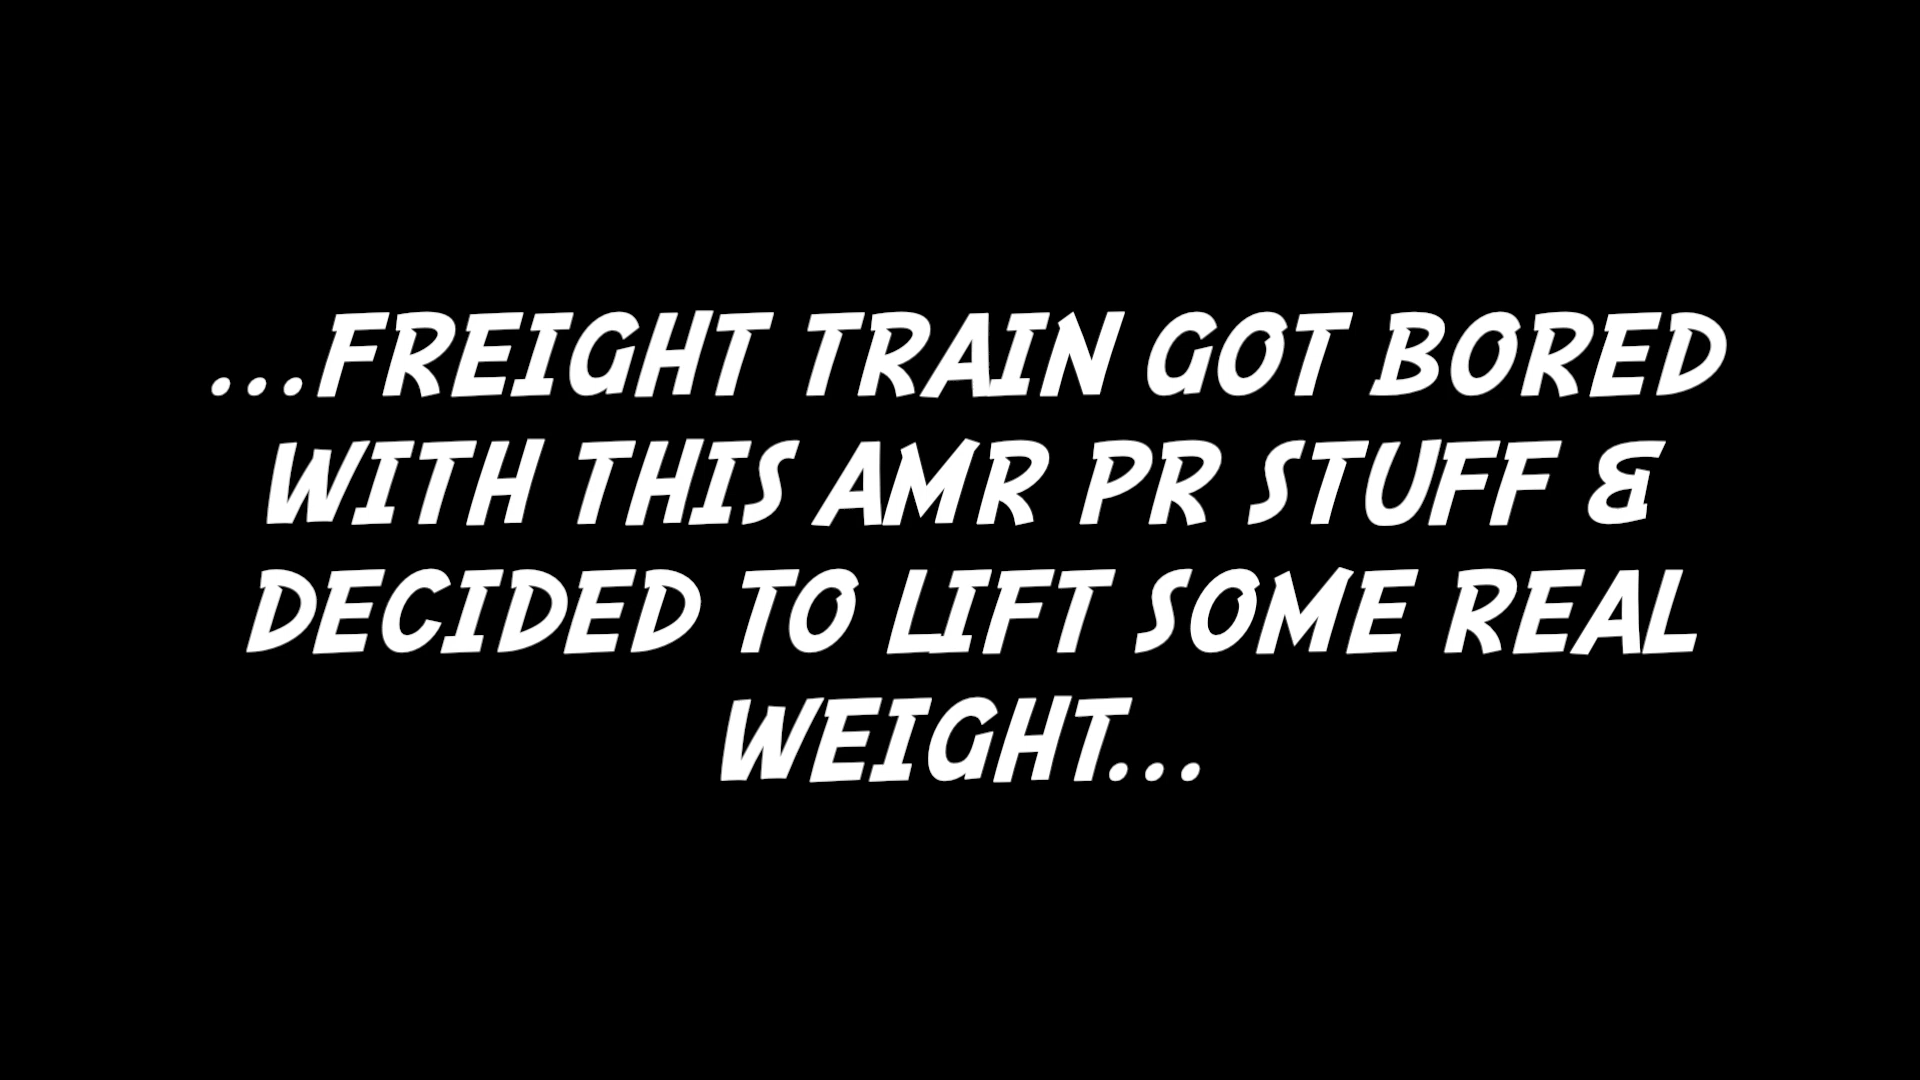 ...FREIGHT TRAIN GOT BORED
WITH THIS AMR PR STUFF &
DECIDED TO LIFT SOME REAL
WEIGHT...